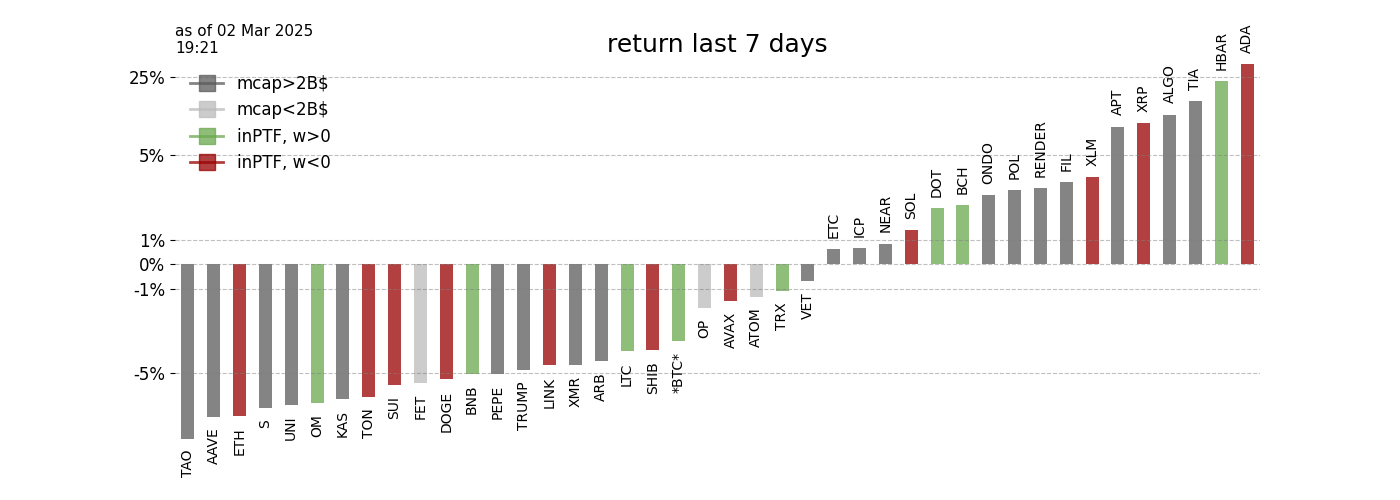 as of 02 Mar 2025
19:21
return last 7 days
25%
5%
1%
0%
-1%
-5%
mcap>2B$
mcap<2B$
inPTF, w>0
inPTF, w<0
TAO
AAVE
ETH
S
UNI
OM
KAS
TON
SUI
FET
DOGE
BNB
PEPE
TRUMP
LINK
XMR
ARB
LTC
SHIB
*BTC*
OP
AVAX
ATOM
TRX
VET
ETC
ICP
NEAR
SOL
DOT
BCH
ONDO
POL
RENDER
FIL
XLM
APT
XRP
ALGO
TIA
HBAR
ADA